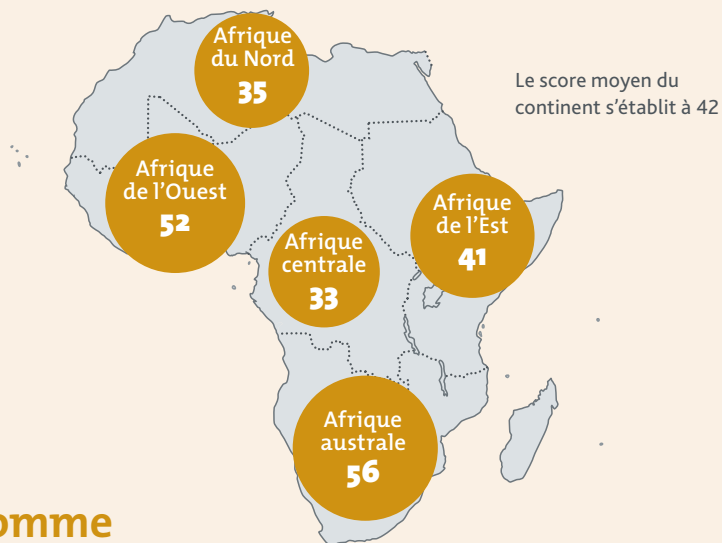 Afrique
du Nord
35
Le score moyen du
continent s'établit à 42
Afrique
de l'Ouest
52
Afrique
de l'Est
41
Afrique
centrale
33
Afrique
australe
56
omme